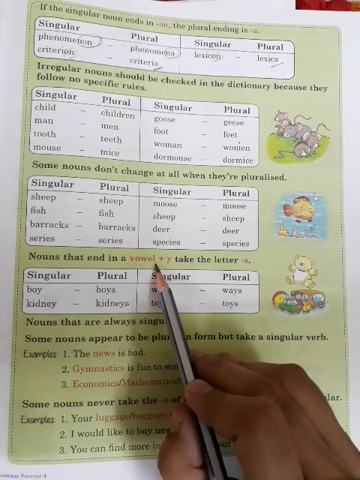 If the singular noun ends in -on, the plural ending is -a.
Singular Plural Singular Plural
phenomenon – phenomena lexicon – lexica
criterion – criteria
Irregular nouns should be checked in the dictionary because they
follow no specific rules.
Singular Plural Singular Plural
child – children goose – geese
man – men foot – feet
tooth – teeth woman – women
mouse – mice dormouse – dormice
Some nouns don't change at all when they're pluralised.
Singular Plural Singular Plural
sheep – sheep moose – moose
fish – fish sheep – sheep
barracks – barracks deer – deer
series – series species – species
Nouns that end in a vowel + y take the letter -s.
Singular Plural Singular Plural
boy – boys – ways
kidney – kidneys – toys
Nouns that are always
Some nouns appear to be in form but take a singular verb.
Examples 1. The news is bad.
2. Gymnastics is fun to
3. Economics/Mathematics/
Some nouns never take the -s of
Examples 1. Your luggage/baggage
2. I would like to buy
3. You can find more in your